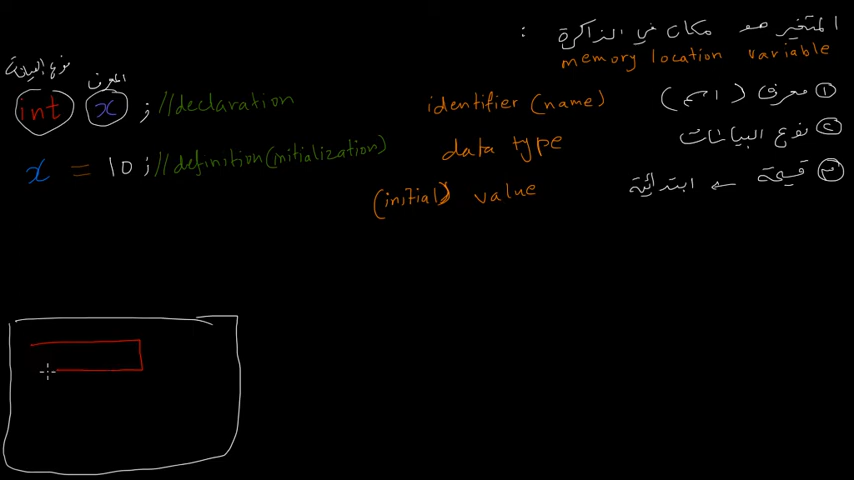 المتغير هو مكان في الذاكرة :
memory location variable
① معرف (اسم)
identifier (name)
② نوع البيانات
data type
③ قيمة ← ابتدائية
(initial) value
نوع البيانات
المعرف
int x ; //declaration
x = 10 ; //definition(initialization)